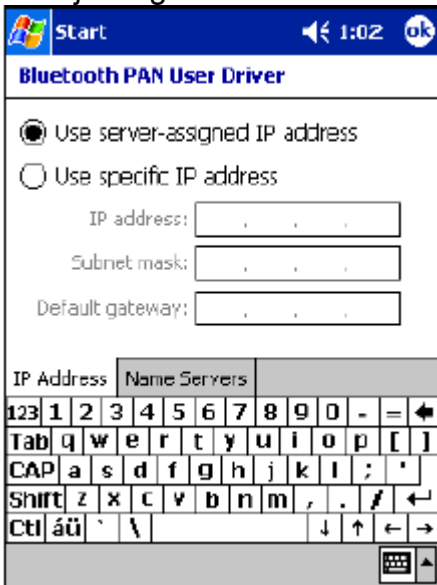 Start 1:02 ok
Bluetooth PAN User Driver
Use server-assigned IP address
Use specific IP address
IP address: . . .
Subnet mask: . . .
Default gateway: . . .
IP Address Name Servers
123 1 2 3 4 5 6 7 8 9 0 - = ←
Tab q w e r t y u i o p [ ]
CAP a s d f g h j k l ; '
Shift z x c v b n m , . / ↵
Ctl áü ` \ ↓ ↑ ← →